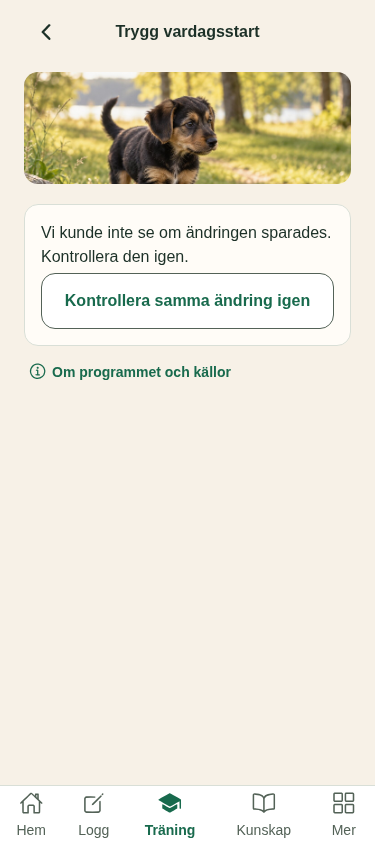 Trygg vardagsstart
Vi kunde inte se om ändringen sparades.
Kontrollera den igen.
Kontrollera samma ändring igen
Om programmet och källor
Hem
Logg
Träning
Kunskap
Mer